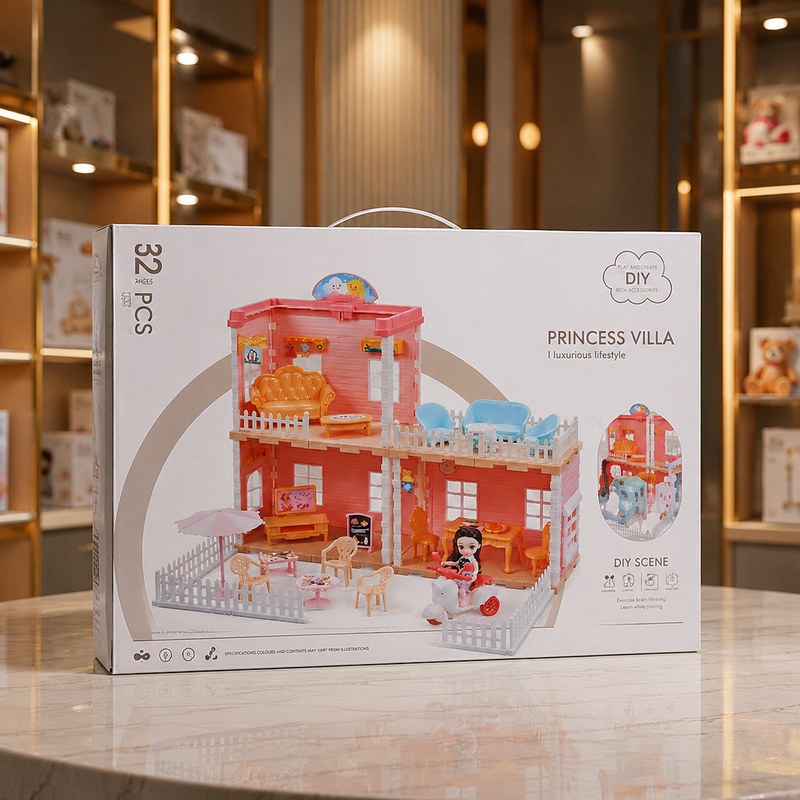 32
PCS
PLAY AND CREATE
DIY
RICH ACCESSORIES
PRINCESS VILLA
I luxurious lifestyle
DIY SCENE
Exercise brain thinking
Learn while playing
SPECIFICATIONS COLOURS AND CONTENTS MAY VARY FROM ILLUSTRATIONS